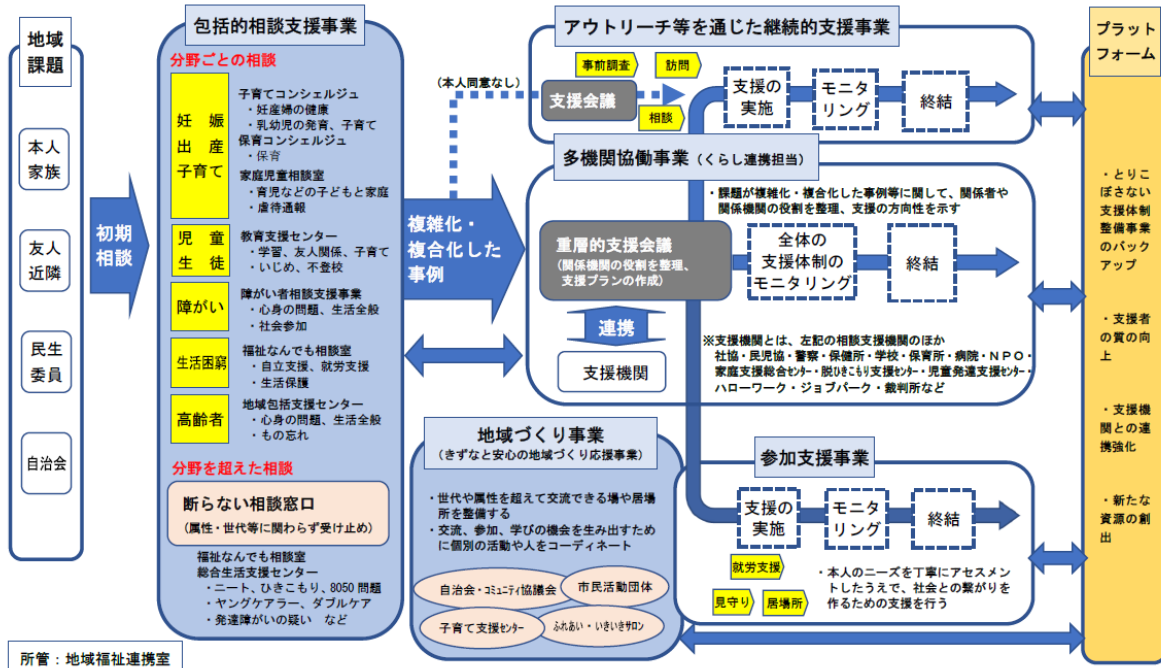 地域
課題
本人
家族
友人
近隣
民生
委員
自治会
初期
相談
包括的相談支援事業
分野ごとの相談
妊娠
出産
子育て
子育てコンシェルジュ
・妊産婦の健康
・乳幼児の発育、子育て
保育コンシェルジュ
・保育
家庭児童相談室
・育児などの子どもと家庭
・虐待通報
児童
生徒
教育支援センター
・学習、友人関係、子育て
・いじめ、不登校
障がい
障がい者相談支援事業
・心身の問題、生活全般
・社会参加
生活困窮
福祉なんでも相談室
・自立支援、就労支援
・生活保護
高齢者
地域包括支援センター
・心身の問題、生活全般
・もの忘れ
分野を超えた相談
断らない相談窓口
(属性・世代等に関わらず受け止め)
福祉なんでも相談室
総合生活支援センター
・ニート、ひきこもり、8050 問題
・ヤングケアラー、ダブルケア
・発達障がいの疑い など
所管：地域福祉連携室
複雑化・
複合化した
事例
(本人同意なし)
アウトリーチ等を通じた継続的支援事業
事前調査
訪問
支援会議
相談
支援の
実施
モニタ
リング
終結
多機関協働事業（くらし連携担当）
・課題が複雑化・複合化した事例等に関して、関係者や
関係機関の役割を整理、支援の方向性を示す
重層的支援会議
(関係機関の役割を整理、
支援プランの作成)
全体の
支援体制の
モニタリング
終結
連携
支援機関
※支援機関とは、左記の相談支援機関のほか
社協・民児協・警察・保健所・学校・保育所・病院・ＮＰＯ・
家庭支援総合ｾﾝﾀｰ・脱ひきこもり支援ｾﾝﾀｰ・児童発達支援ｾﾝﾀｰ・
ハローワーク・ジョブパーク・裁判所など
地域づくり事業
(きずなと安心の地域づくり応援事業)
・世代や属性を超えて交流できる場や居場
所を整備する
・交流、参加、学びの機会を生み出すため
に個別の活動や人をコーディネート
自治会・ｺﾐｭﾆﾃｨ協議会
市民活動団体
子育て支援ｾﾝﾀｰ
ふれあい・いきいきサロン
参加支援事業
支援の
実施
モニタ
リング
終結
就労支援
見守り
居場所
・本人のニーズを丁寧にアセスメン
トしたうえで、社会との繋がりを
作るための支援を行う
プラット
フォーム
・とりこ
ぼさない
支援体制
整備事業
のバック
アップ
・支援者
の質の向
上
・支援機
関との連
携強化
・新たな
資源の創
出